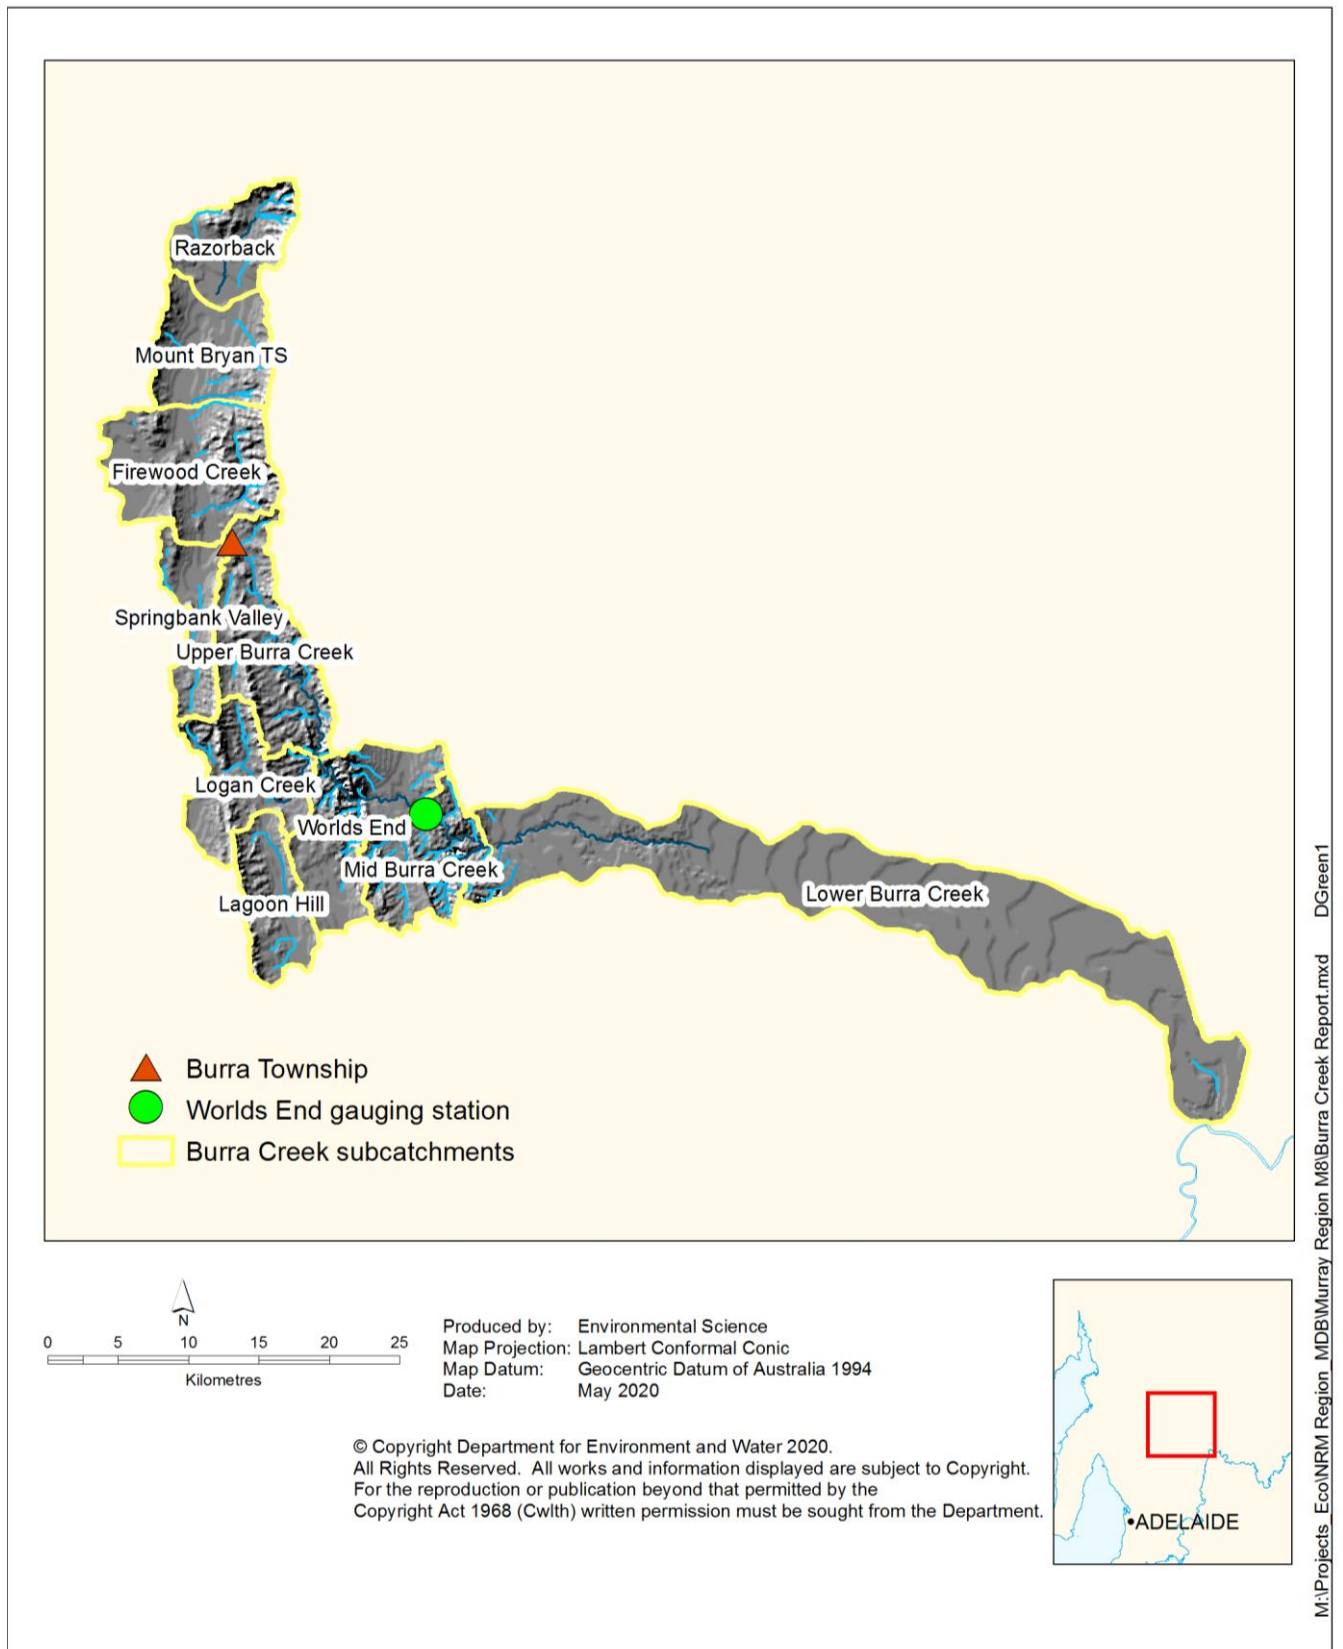 Razorback
Mount Bryan TS
Firewood Creek
Springbank Valley
Upper Burra Creek
Logan Creek
Worlds End
Mid Burra Creek
Lower Burra Creek
Lagoon Hill
Burra Township
Worlds End gauging station
Burra Creek subcatchments
N
0 5 10 15 20 25
Kilometres
Produced by: Environmental Science
Map Projection: Lambert Conformal Conic
Map Datum: Geocentric Datum of Australia 1994
Date: May 2020
© Copyright Department for Environment and Water 2020.
All Rights Reserved. All works and information displayed are subject to Copyright.
For the reproduction or publication beyond that permitted by the
Copyright Act 1968 (Cwlth) written permission must be sought from the Department.
ADELAIDE
M:\Projects_Eco\NRM Region_MDB\Murray Region M8\Burra Creek Report.mxd DGreen1